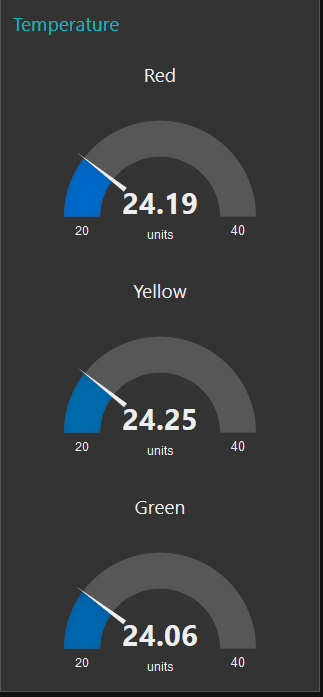 Temperature
Red
24.19
20 units 40
Yellow
24.25
20 units 40
Green
24.06
20 units 40